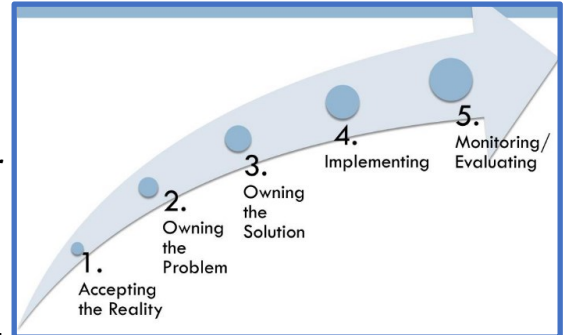 1.
Accepting
the Reality
2.
Owning
the
Problem
3.
Owning
the
Solution
4.
Implementing
5.
Monitoring/
Evaluating